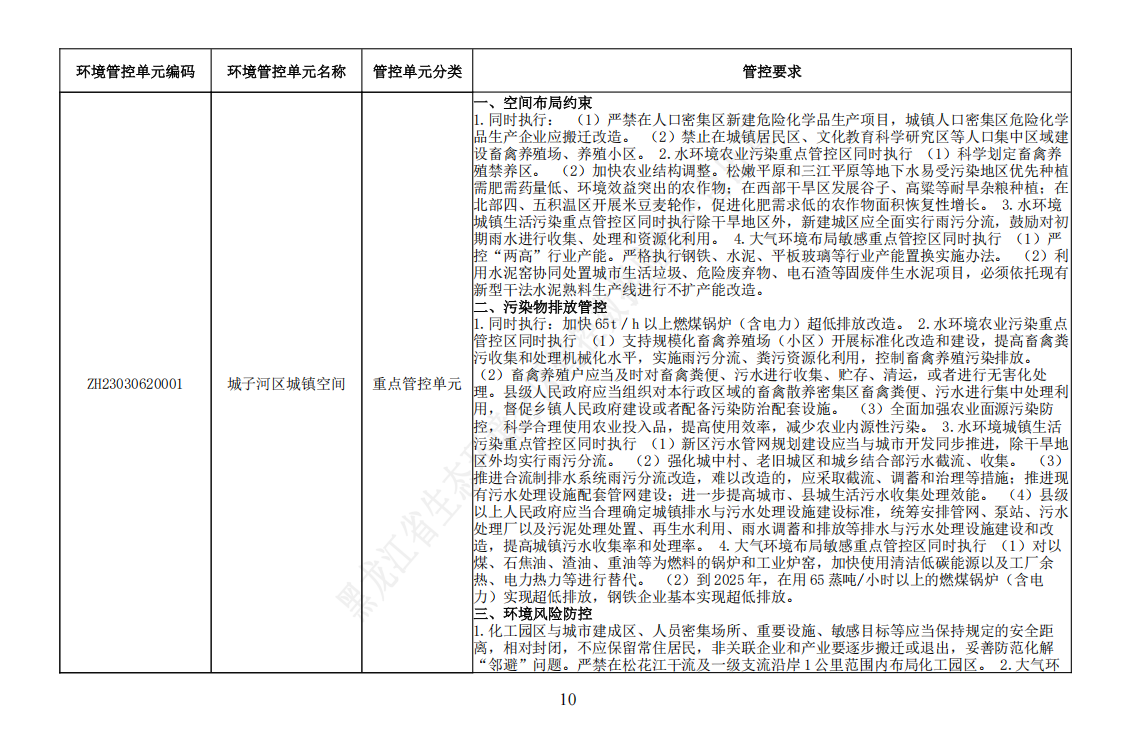 环境管控单元编码 环境管控单元名称 管控单元分类 管控要求
ZH23030620001 城子河区城镇空间 重点管控单元
一、空间布局约束
1.同时执行： （1）严禁在人口密集区新建危险化学品生产项目，城镇人口密集区危险化学
品生产企业应搬迁改造。 （2）禁止在城镇居民区、文化教育科学研究区等人口集中区域建
设畜禽养殖场、养殖小区。 2.水环境农业污染重点管控区同时执行 （1）科学划定畜禽养
殖禁养区。 （2）加快农业结构调整。松嫩平原和三江平原等地下水易受污染地区优先种植
需肥需药量低、环境效益突出的农作物；在西部干旱区发展谷子、高粱等耐旱杂粮种植；在
北部四、五积温区开展米豆麦轮作，促进化肥需求低的农作物面积恢复性增长。 3.水环境
城镇生活污染重点管控区同时执行除干旱地区外，新建城区应全面实行雨污分流，鼓励对初
期雨水进行收集、处理和资源化利用。 4.大气环境布局敏感重点管控区同时执行 （1）严
控“两高”行业产能。严格执行钢铁、水泥、平板玻璃等行业产能置换实施办法。 （2）利
用水泥窑协同处置城市生活垃圾、危险废弃物、电石渣等固废伴生水泥项目，必须依托现有
新型干法水泥熟料生产线进行不扩产能改造。
二、污染物排放管控
1.同时执行：加快 65t/h 以上燃煤锅炉（含电力）超低排放改造。 2.水环境农业污染重点
管控区同时执行 （1）支持规模化畜禽养殖场（小区）开展标准化改造和建设，提高畜禽粪
污收集和处理机械化水平，实施雨污分流、粪污资源化利用，控制畜禽养殖污染排放。
（2）畜禽养殖户应当及时对畜禽粪便、污水进行收集、贮存、清运，或者进行无害化处
理。县级人民政府应当组织对本行政区域的畜禽散养密集区畜禽粪便、污水进行集中处理利
用，督促乡镇人民政府建设或者配备污染防治配套设施。 （3）全面加强农业面源污染防
控，科学合理使用农业投入品，提高使用效率，减少农业内源性污染。 3.水环境城镇生活
污染重点管控区同时执行 （1）新区污水管网规划建设应当与城市开发同步推进，除干旱地
区外均实行雨污分流。 （2）强化城中村、老旧城区和城乡结合部污水截流、收集。 （3）
推进合流制排水系统雨污分流改造，难以改造的，应采取截流、调蓄和治理等措施；推进现
有污水处理设施配套管网建设；进一步提高城市、县城生活污水收集处理效能。 （4）县级
以上人民政府应当合理确定城镇排水与污水处理设施建设标准，统筹安排管网、泵站、污水
处理厂以及污泥处理处置、再生水利用、雨水调蓄和排放等排水与污水处理设施建设和改
造，提高城镇污水收集率和处理率。 4.大气环境布局敏感重点管控区同时执行 （1）对以
煤、石焦油、渣油、重油等为燃料的锅炉和工业炉窑，加快使用清洁低碳能源以及工厂余
热、电力热力等进行替代。 （2）到 2025 年，在用 65 蒸吨/小时以上的燃煤锅炉（含电
力）实现超低排放，钢铁企业基本实现超低排放。
三、环境风险防控
1.化工园区与城市建成区、人员密集场所、重要设施、敏感目标等应当保持规定的安全距
离，相对封闭，不应保留常住居民，非关联企业和产业要逐步搬迁或退出，妥善防范化解
“邻避”问题。严禁在松花江干流及一级支流沿岸 1 公里范围内布局化工园区。 2.大气环
黑龙江省生态环
10